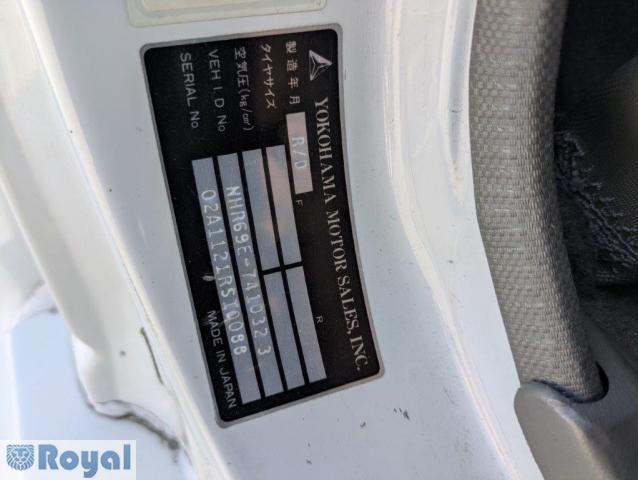 YOKOHAMA MOTOR SALES, INC.
製造年月 R/D
タイヤサイズ F R
空気圧(kg/cm²)
VEH I.D No NHR69E-7410323
SERIAL No 02A1121RS10088
MADE IN JAPAN
Royal